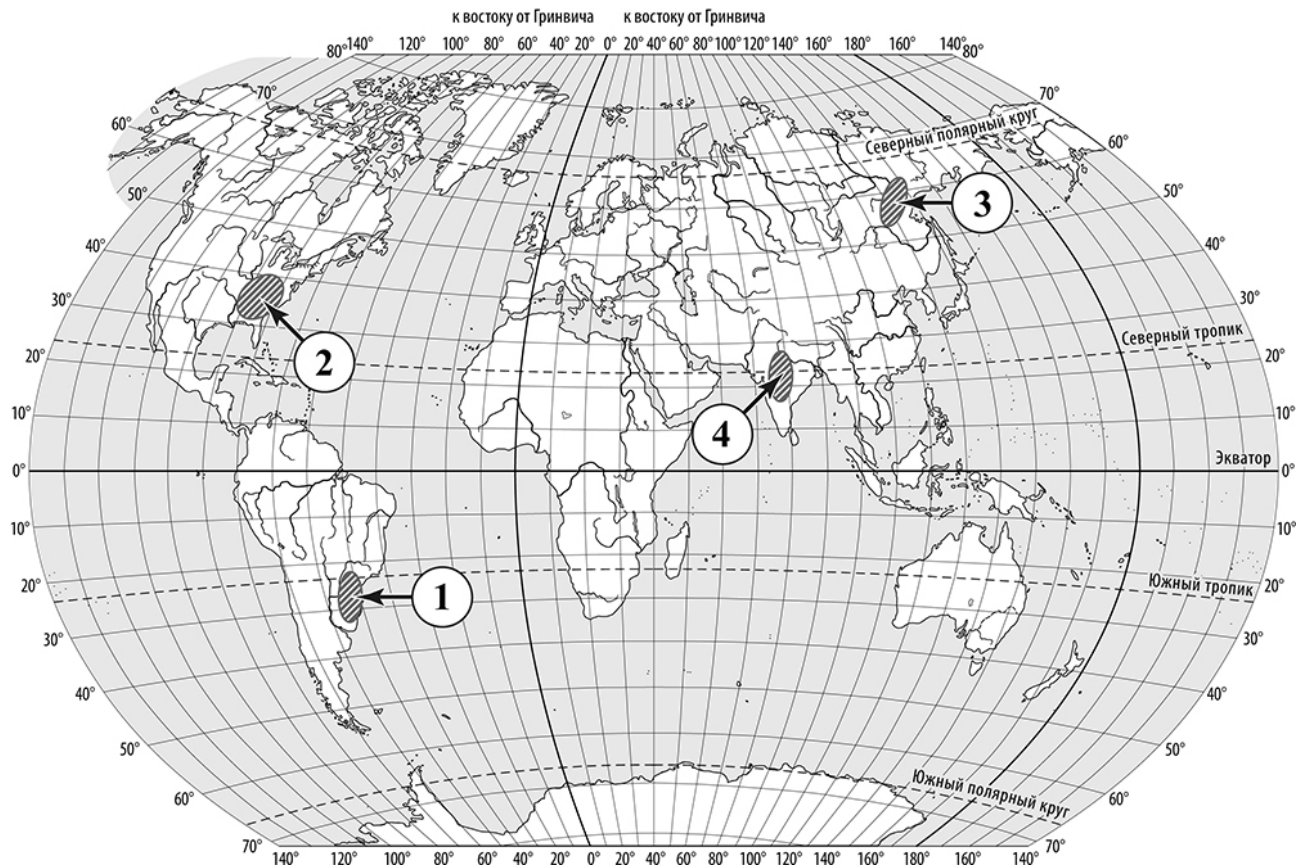 к востоку от Гринвича к востоку от Гринвича
80° 140° 120° 100° 80° 60° 40° 20° 0° 20° 40° 60° 80° 100° 120° 140° 160° 180° 160° 140° 80°
70° 70°
60° Северный полярный круг 60°
50° 50°
3
40° 40°
30° 30°
2 Северный тропик
20° 20°
4
10° 10°
0° Экватор 0°
10° 10°
20° Южный тропик 20°
1
30° 30°
40° 40°
50° 50°
60° Южный полярный круг 60°
70° 70°
140° 120° 100° 80° 60° 40° 20° 0° 20° 40° 60° 80° 100° 120° 140° 160° 180° 160° 140°